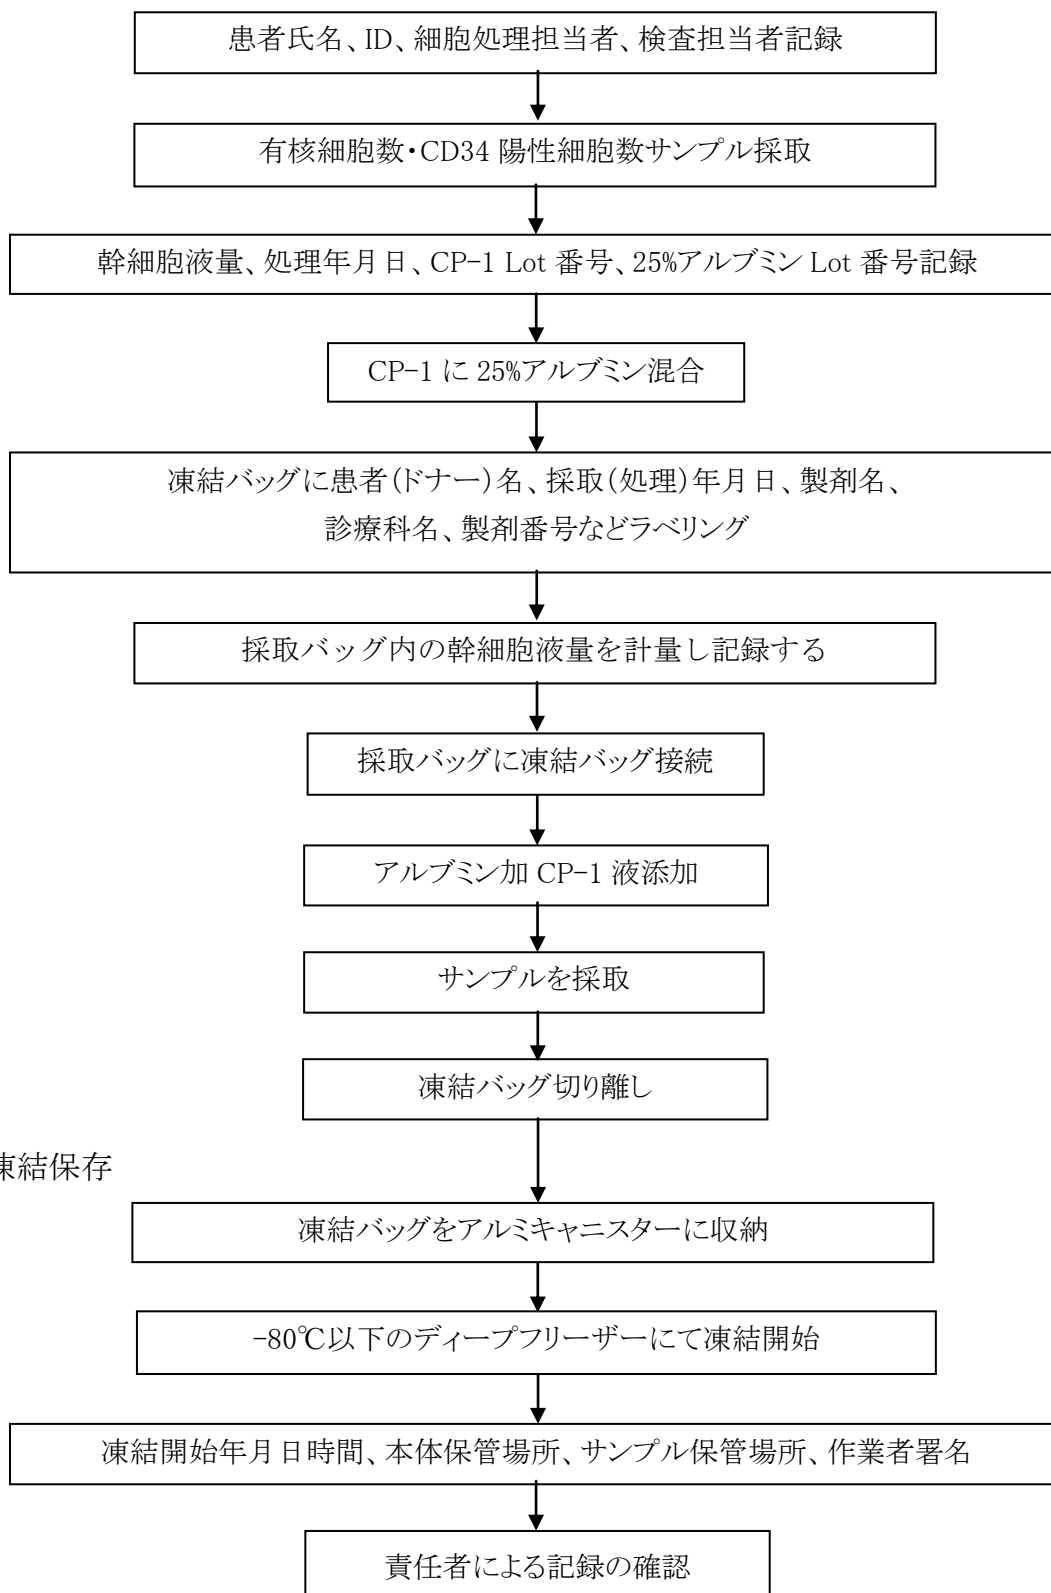 患者氏名、ID、細胞処理担当者、検査担当者記録
有核細胞数・CD34 陽性細胞数サンプル採取
幹細胞液量、処理年月日、CP-1 Lot 番号、25%アルブミン Lot 番号記録
CP-1 に 25%アルブミン混合
凍結バッグに患者(ドナー)名、採取(処理)年月日、製剤名、
診療科名、製剤番号などラベリング
採取バッグ内の幹細胞液量を計量し記録する
採取バッグに凍結バッグ接続
アルブミン加 CP-1 液添加
サンプルを採取
凍結バッグ切り離し
凍結保存
凍結バッグをアルミキャニスターに収納
-80℃以下のディープフリーザーにて凍結開始
凍結開始年月日時間、本体保管場所、サンプル保管場所、作業者署名
責任者による記録の確認